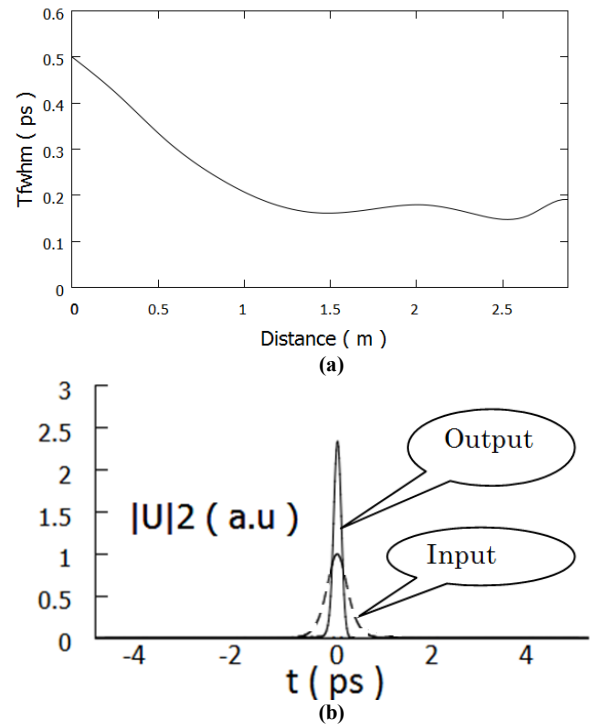 0.6
0.5
0.4
0.3
0.2
0.1
0
Tfwhm ( ps )
0 0.5 1 1.5 2 2.5
Distance ( m )
(a)
3
2.5
2
1.5
1
0.5
0
|U|2 ( a.u )
Output
Input
-4 -2 0 2 4
t ( ps )
(b)